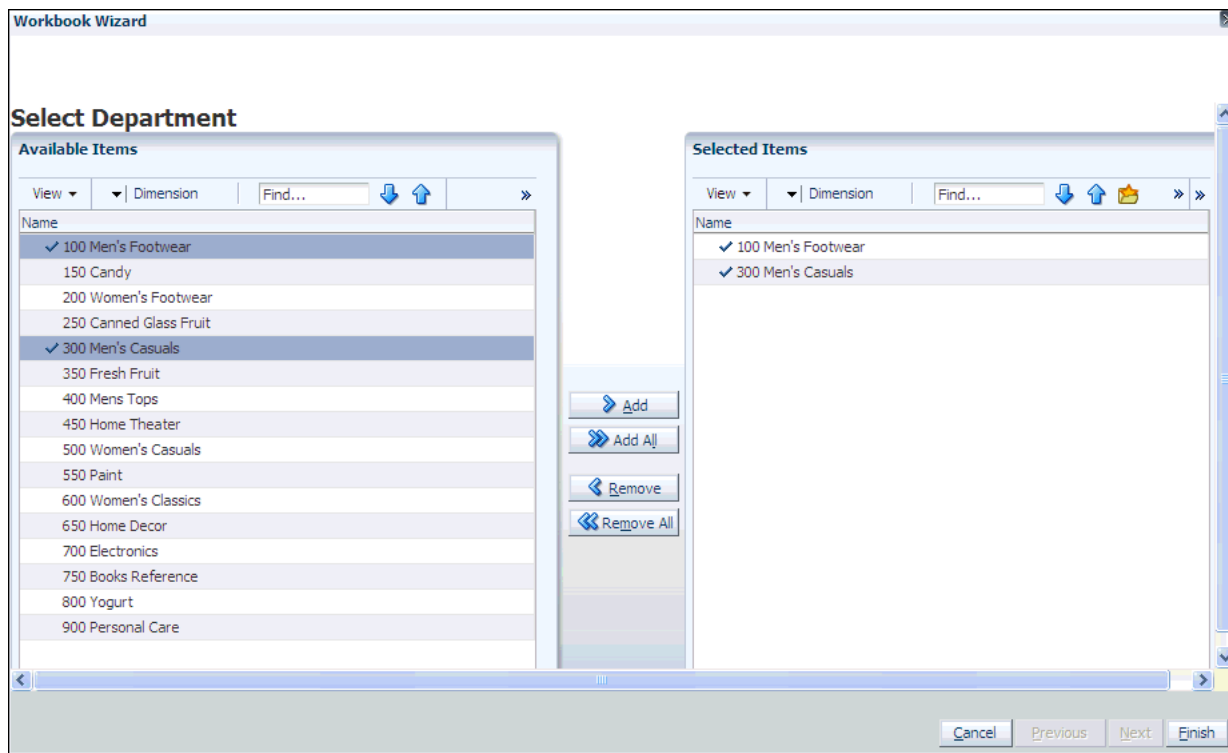 Workbook Wizard
Select Department
Available Items
View Dimension Find... »
Name
100 Men's Footwear
150 Candy
200 Women's Footwear
250 Canned Glass Fruit
300 Men's Casuals
350 Fresh Fruit
400 Mens Tops
450 Home Theater
500 Women's Casuals
550 Paint
600 Women's Classics
650 Home Decor
700 Electronics
750 Books Reference
800 Yogurt
900 Personal Care
Add
Add All
Remove
Remove All
Selected Items
View Dimension Find... » »
Name
100 Men's Footwear
300 Men's Casuals
Cancel Previous Next Finish